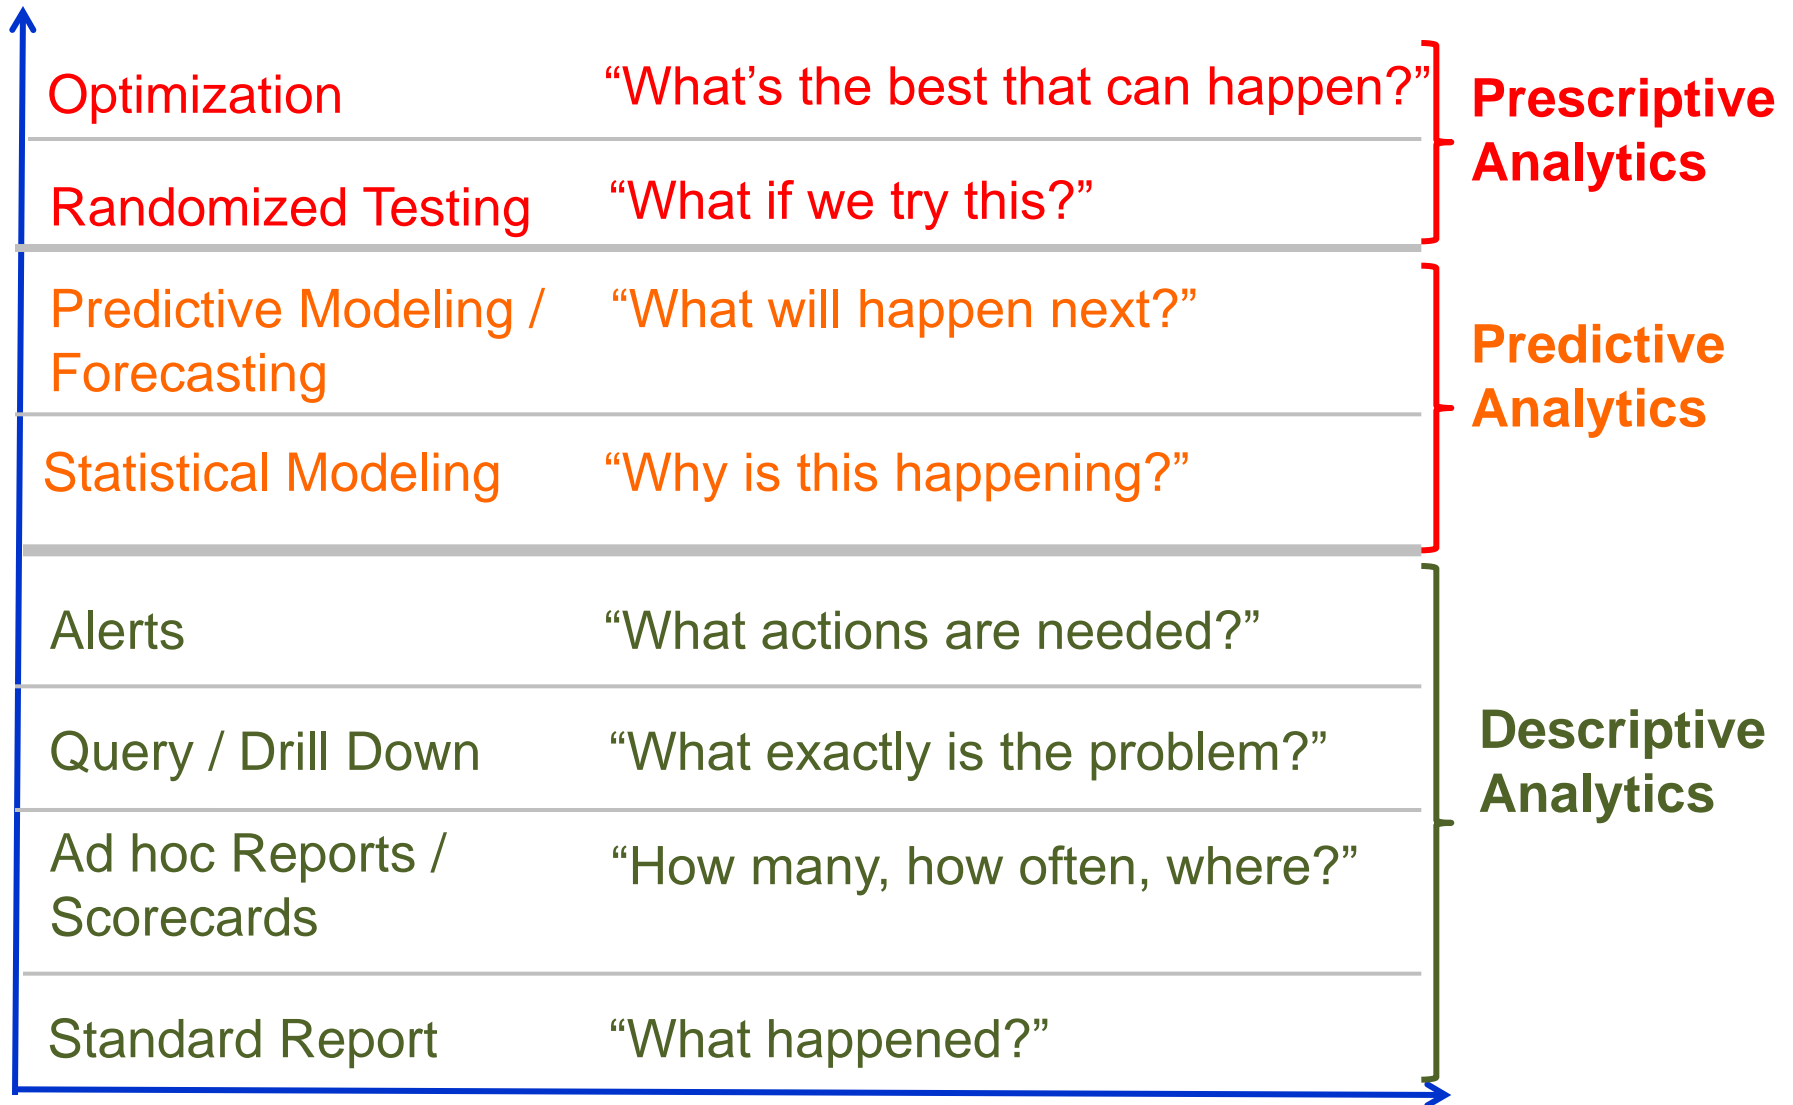 Optimization “What’s the best that can happen?”
Prescriptive
Analytics
Randomized Testing “What if we try this?”
Predictive Modeling / “What will happen next?”
Forecasting
Predictive
Analytics
Statistical Modeling “Why is this happening?”
Alerts “What actions are needed?”
Query / Drill Down “What exactly is the problem?”
Descriptive
Analytics
Ad hoc Reports / “How many, how often, where?”
Scorecards
Standard Report “What happened?”